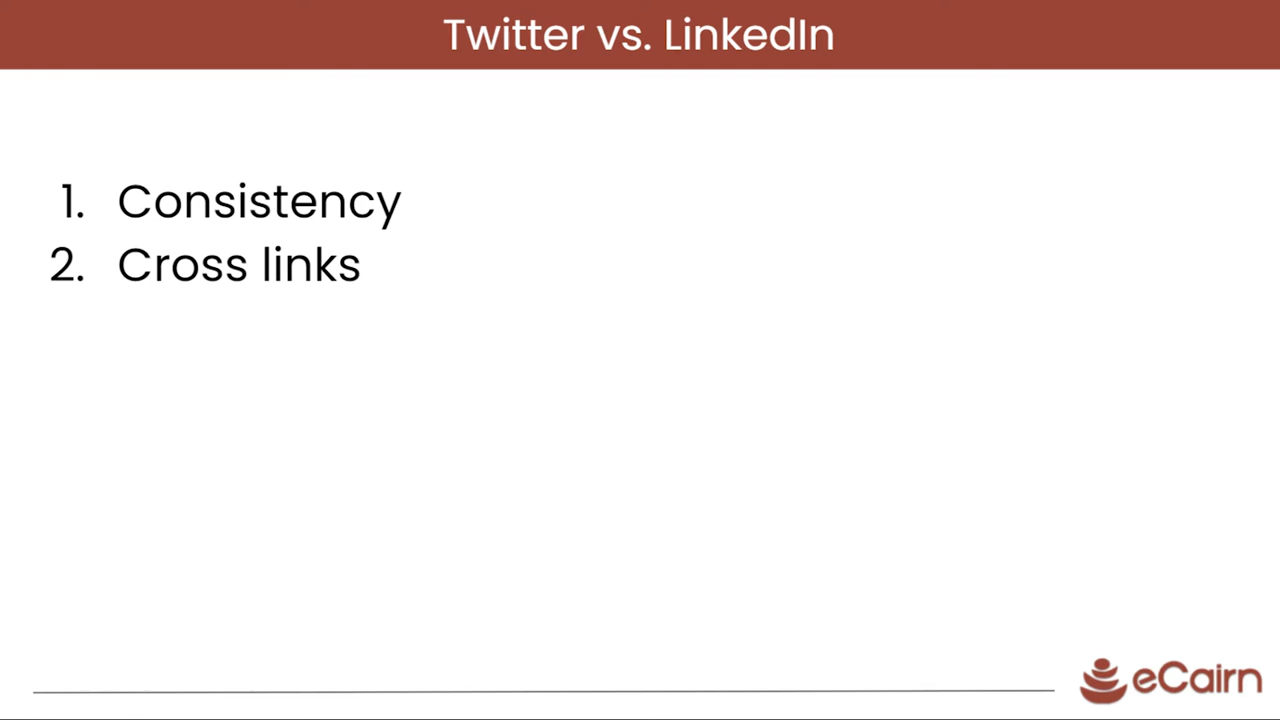 Twitter vs. LinkedIn
1. Consistency
2. Cross links
eCairn